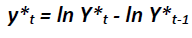 y*t = ln Y*t - ln Y*t-1